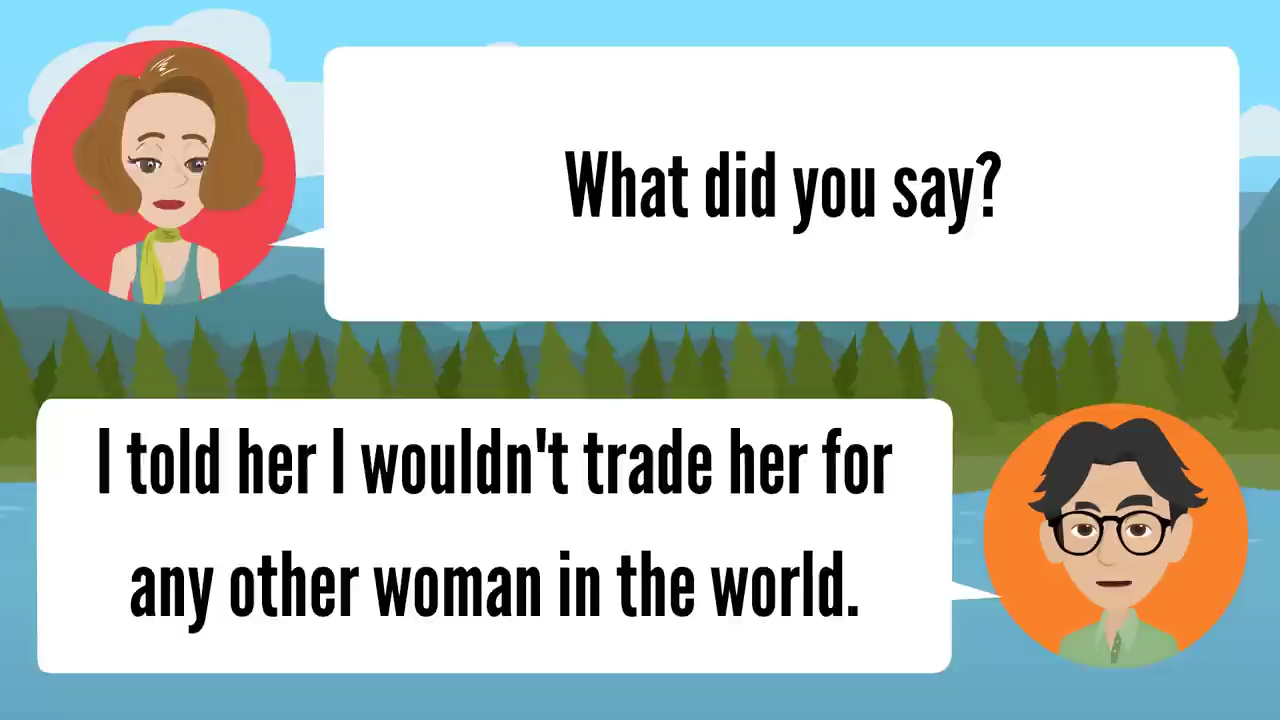 What did you say?
I told her I wouldn't trade her for
any other woman in the world.